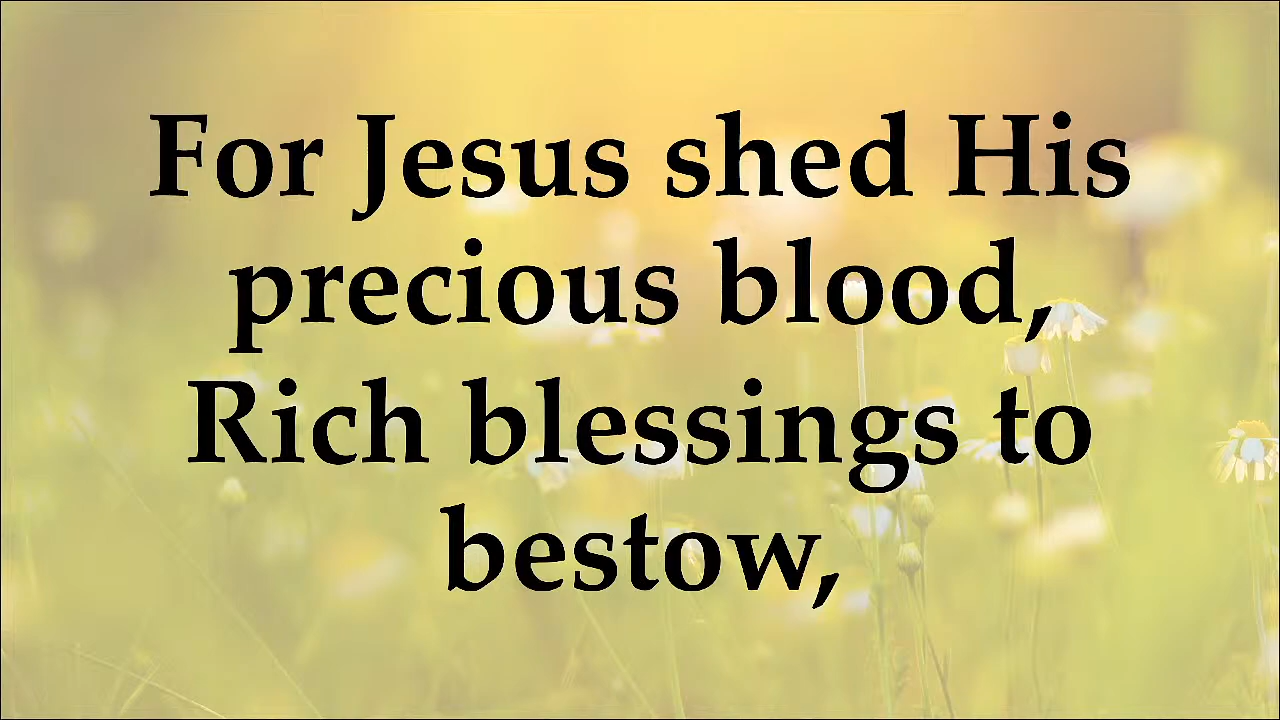 For Jesus shed His
precious blood,
Rich blessings to
bestow,